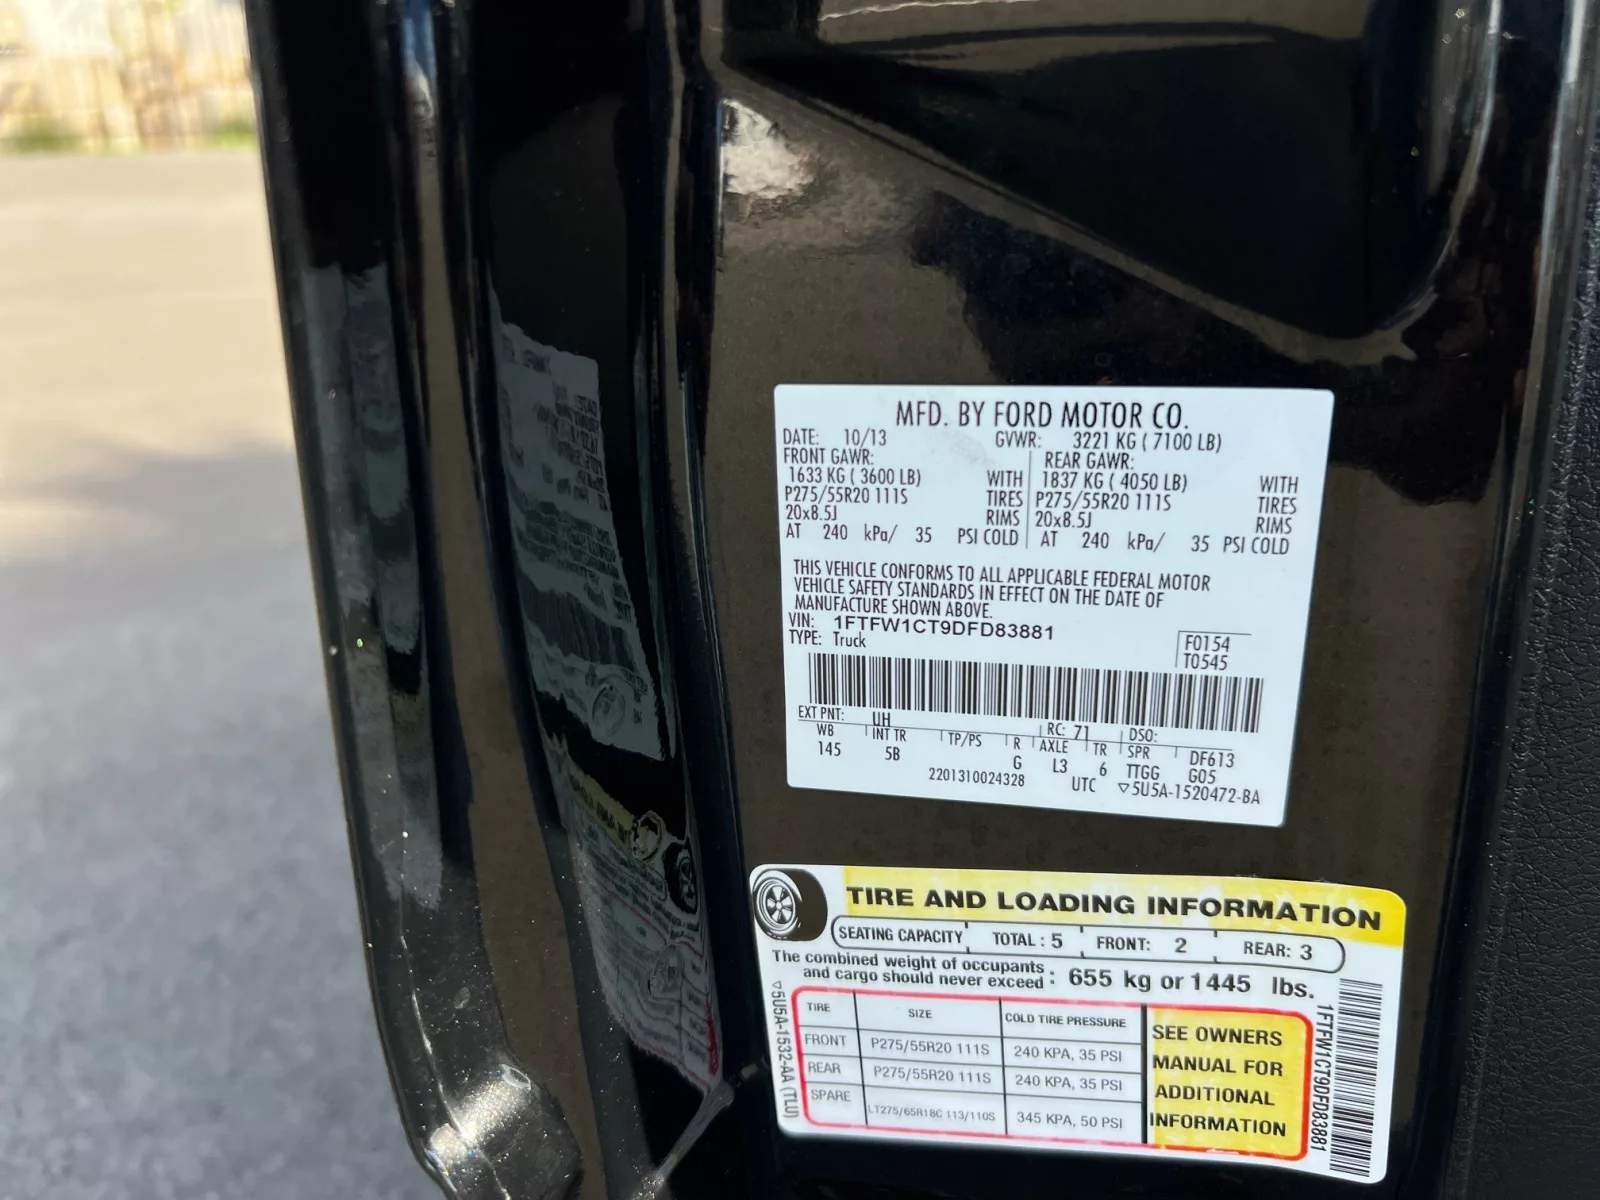 MFD. BY FORD MOTOR CO.
DATE: 10/13 GVWR: 3221 KG ( 7100 LB)
FRONT GAWR: REAR GAWR:
1633 KG ( 3600 LB) WITH 1837 KG ( 4050 LB) WITH
P275/55R20 111S TIRES P275/55R20 111S TIRES
20x8.5J RIMS 20x8.5J RIMS
AT 240 kPa/ 35 PSI COLD AT 240 kPa/ 35 PSI COLD
THIS VEHICLE CONFORMS TO ALL APPLICABLE FEDERAL MOTOR
VEHICLE SAFETY STANDARDS IN EFFECT ON THE DATE OF
MANUFACTURE SHOWN ABOVE.
VIN: 1FTFW1CT9DFD83881
TYPE: Truck
F0154
T0545
EXT PNT: UH RC: 71 DSO:
WB INT TR TP/PS R AXLE TR SPR DF613
145 5B G L3 6 TTGG G05
2201310024328 UTC ▽5U5A-1520472-BA
TIRE AND LOADING INFORMATION
SEATING CAPACITY TOTAL : 5 FRONT: 2 REAR: 3
The combined weight of occupants
and cargo should never exceed : 655 kg or 1445 lbs.
TIRE SIZE COLD TIRE PRESSURE
FRONT P275/55R20 111S 240 KPA, 35 PSI
REAR P275/55R20 111S 240 KPA, 35 PSI
SPARE LT275/65R18C 113/110S 345 KPA, 50 PSI
SEE OWNERS
MANUAL FOR
ADDITIONAL
INFORMATION
▽5U5A-1532-AA (TLU)
1FTFW1CT9DFD83881